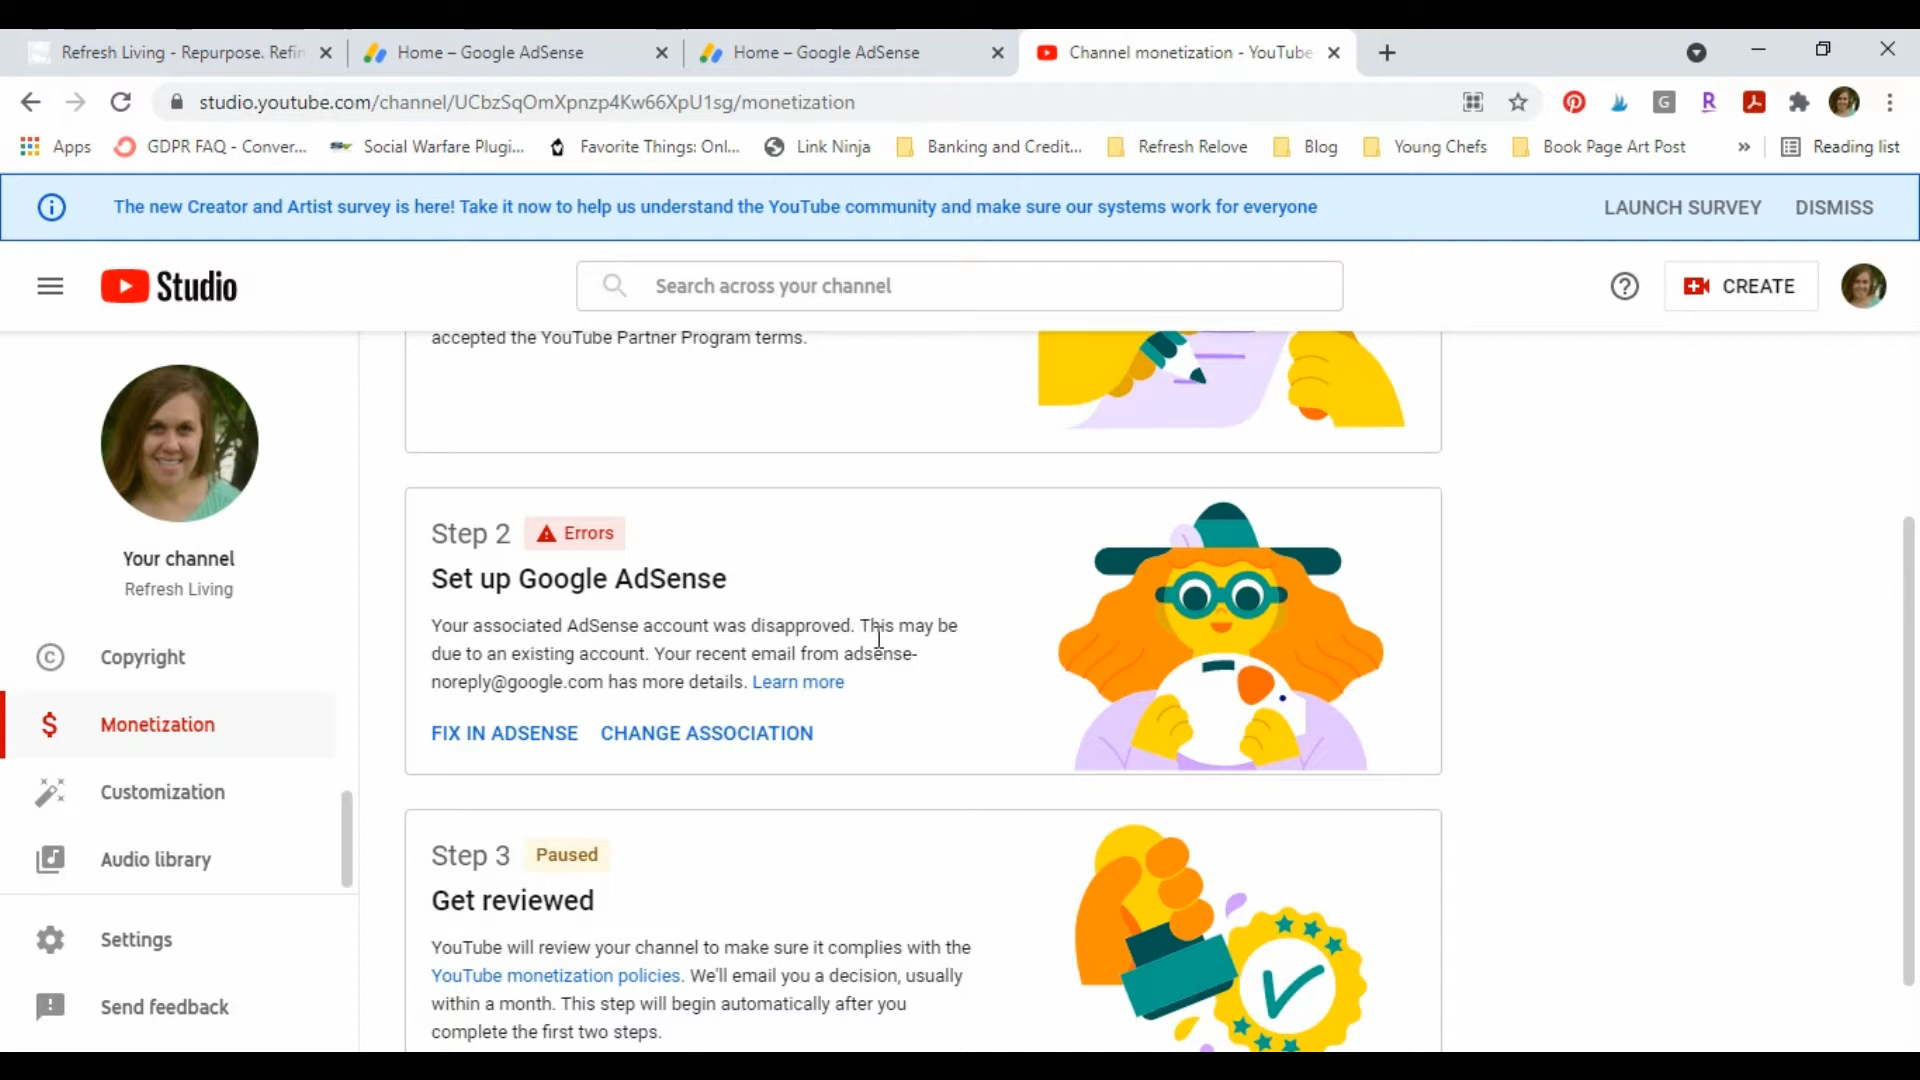 Refresh Living - Repurpose. Refin
Home – Google AdSense
Home – Google AdSense
Channel monetization - YouTube
studio.youtube.com/channel/UCbzSqOmXpnzp4Kw66XpU1sg/monetization
Apps
GDPR FAQ - Conver...
Social Warfare Plugi...
Favorite Things: Onl...
Link Ninja
Banking and Credit...
Refresh Relove
Blog
Young Chefs
Book Page Art Post
»
Reading list
The new Creator and Artist survey is here! Take it now to help us understand the YouTube community and make sure our systems work for everyone
LAUNCH SURVEY
DISMISS
Studio
Search across your channel
CREATE
accepted the YouTube Partner Program terms.
Your channel
Refresh Living
Copyright
Monetization
Customization
Audio library
Settings
Send feedback
Step 2
Errors
Set up Google AdSense
Your associated AdSense account was disapproved. This may be
due to an existing account. Your recent email from adsense-
noreply@google.com has more details. Learn more
FIX IN ADSENSE
CHANGE ASSOCIATION
Step 3
Paused
Get reviewed
YouTube will review your channel to make sure it complies with the
YouTube monetization policies. We'll email you a decision, usually
within a month. This step will begin automatically after you
complete the first two steps.